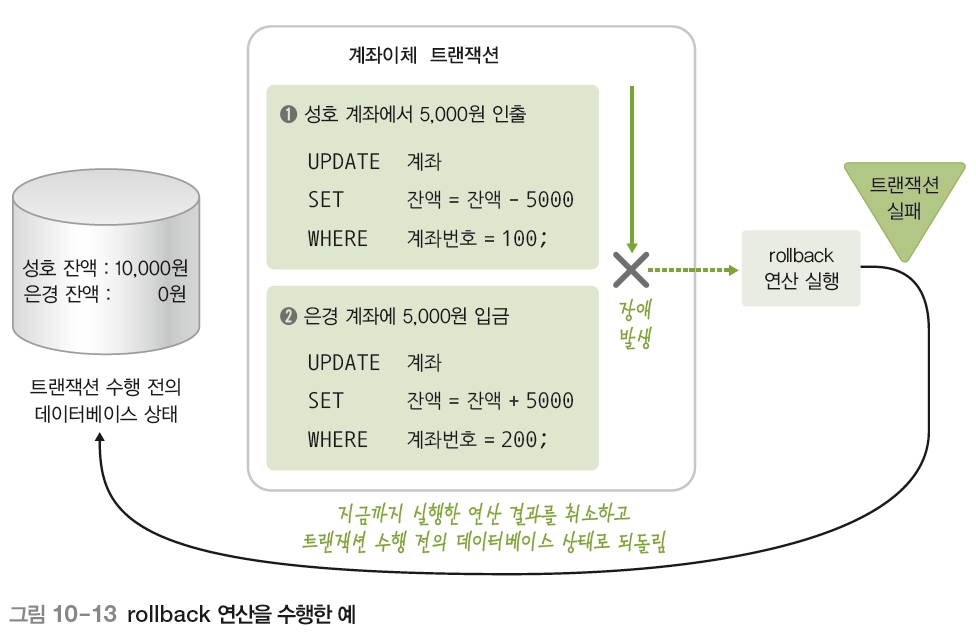 계좌이체 트랜잭션
❶ 성호 계좌에서 5,000원 인출
UPDATE 계좌
SET 잔액 = 잔액 – 5000
WHERE 계좌번호 = 100;
❷ 은경 계좌에 5,000원 입금
UPDATE 계좌
SET 잔액 = 잔액 + 5000
WHERE 계좌번호 = 200;
성호 잔액 : 10,000원
은경 잔액 : 0원
트랜잭션 수행 전의
데이터베이스 상태
장애
발생
rollback
연산 실행
트랜잭션
실패
지금까지 실행한 연산 결과를 취소하고
트랜잭션 수행 전의 데이터베이스 상태로 되돌림
그림 10-13 rollback 연산을 수행한 예